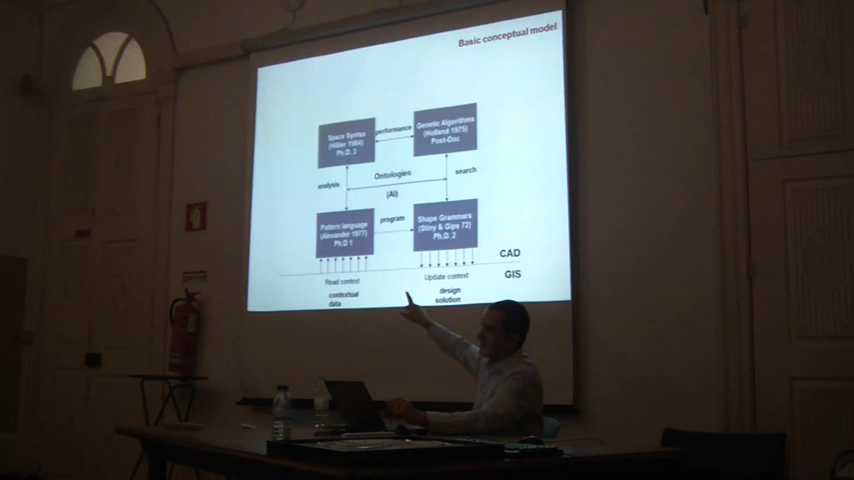 Basic conceptual model
Space Syntax
(Hillier 1984)
Ph.D. 3
performance
Genetic Algorithms
(Holland 1975)
Post-Doc
analysis
Ontologies
(AI)
search
Pattern language
(Alexander 1977)
Ph.D 1
program
Shape Grammars
(Stiny & Gips 72)
Ph.D. 2
CAD
GIS
Read context
Update context
contextual
data
design
solution